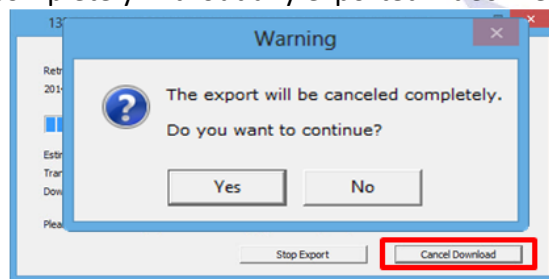 Warning
The export will be canceled completely.
Do you want to continue?
Yes No
Stop Export Cancel Download